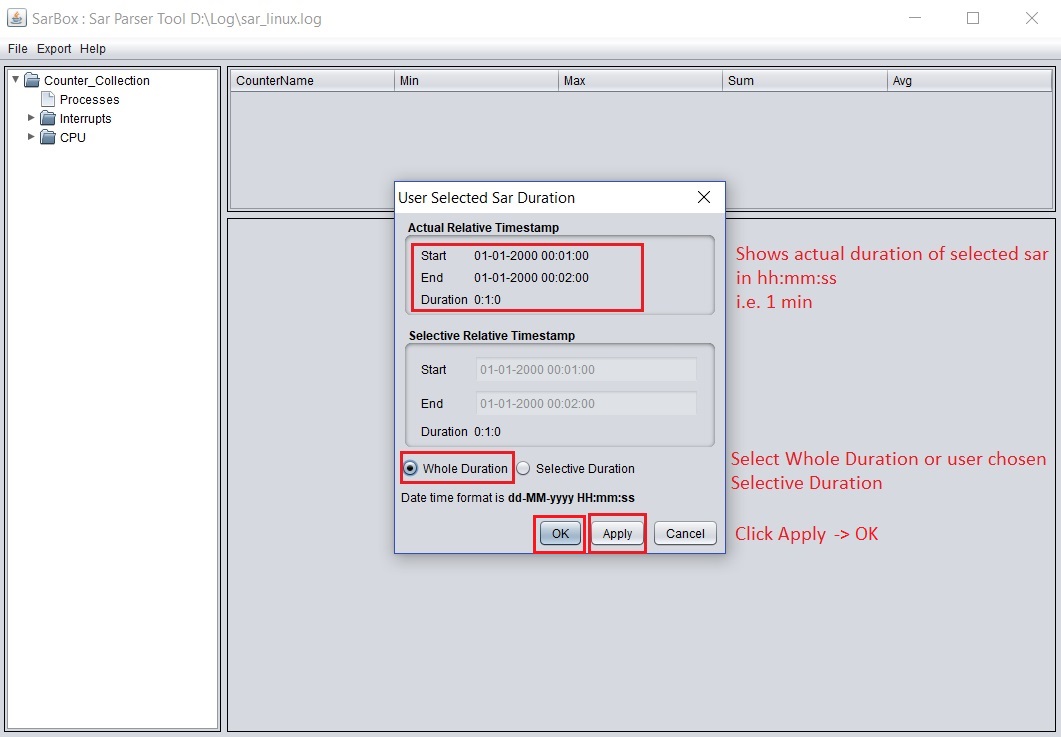 SarBox : Sar Parser Tool D:\Log\sar_linux.log
File Export Help
Counter_Collection
Processes
Interrupts
CPU
CounterName Min Max Sum Avg
User Selected Sar Duration
Actual Relative Timestamp
Start 01-01-2000 00:01:00
End 01-01-2000 00:02:00
Duration 0:1:0
Shows actual duration of selected sar
in hh:mm:ss
i.e. 1 min
Selective Relative Timestamp
Start 01-01-2000 00:01:00
End 01-01-2000 00:02:00
Duration 0:1:0
Whole Duration Selective Duration
Select Whole Duration or user chosen
Selective Duration
Date time format is dd-MM-yyyy HH:mm:ss
OK Apply Cancel
Click Apply -> OK